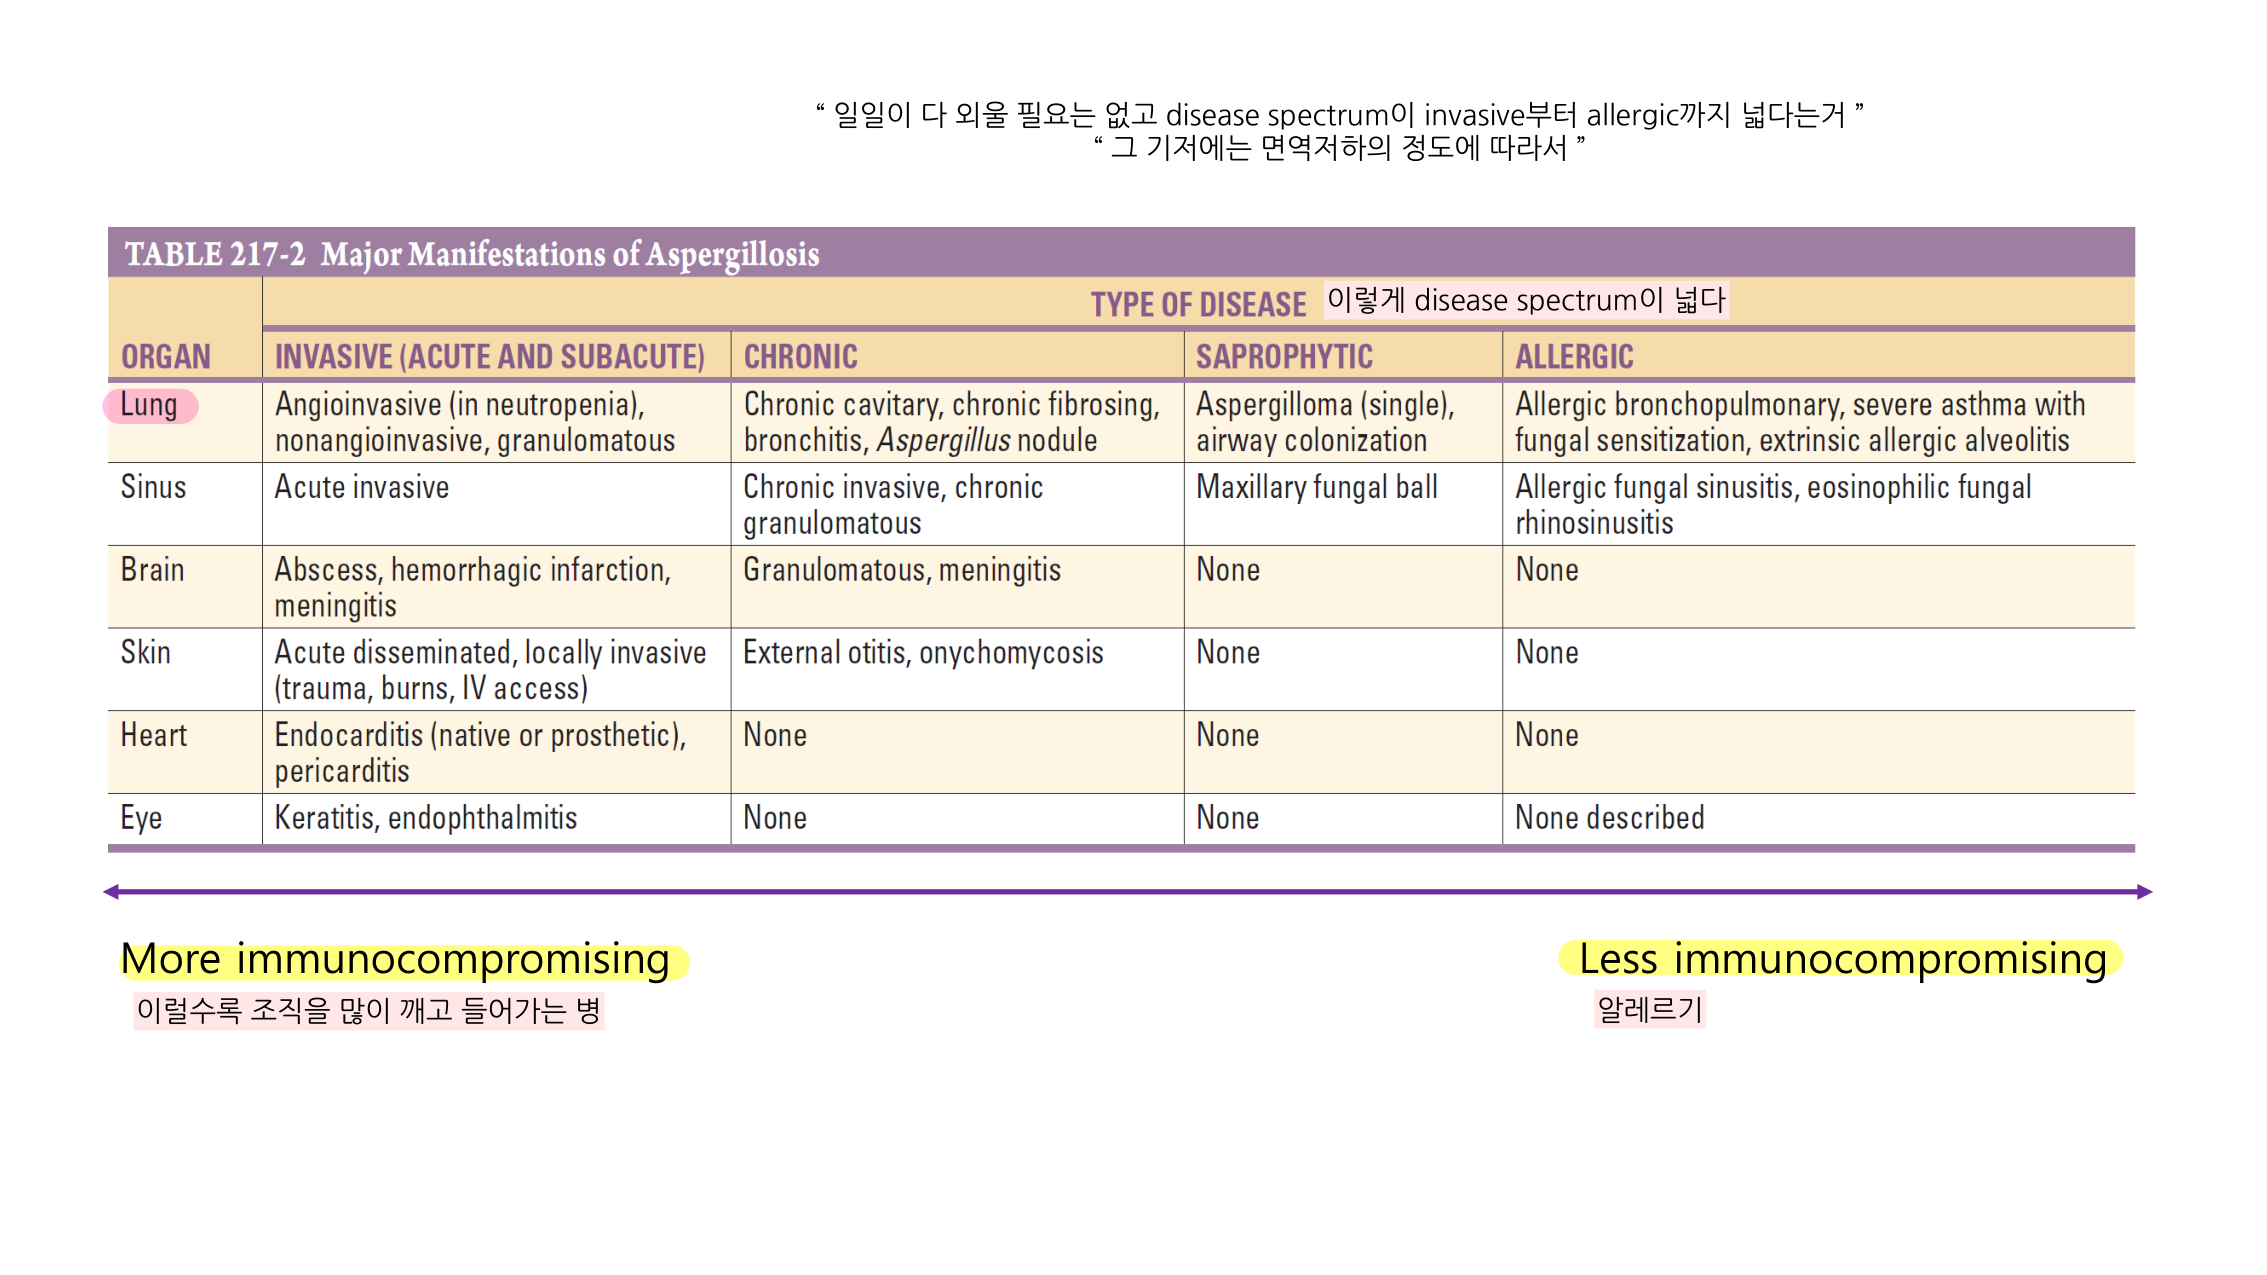 “ 일일이 다 외울 필요는 없고 disease spectrum이 invasive부터 allergic까지 넓다는거 ”
“ 그 기저에는 면역저하의 정도에 따라서 ”
TABLE 217-2 Major Manifestations of Aspergillosis
TYPE OF DISEASE 이렇게 disease spectrum이 넓다
ORGAN INVASIVE (ACUTE AND SUBACUTE) CHRONIC SAPROPHYTIC ALLERGIC
Lung Angioinvasive (in neutropenia), Chronic cavitary, chronic fibrosing, Aspergilloma (single), Allergic bronchopulmonary, severe asthma with
nonangioinvasive, granulomatous bronchitis, Aspergillus nodule airway colonization fungal sensitization, extrinsic allergic alveolitis
Sinus Acute invasive Chronic invasive, chronic Maxillary fungal ball Allergic fungal sinusitis, eosinophilic fungal
granulomatous rhinosinusitis
Brain Abscess, hemorrhagic infarction, Granulomatous, meningitis None None
meningitis
Skin Acute disseminated, locally invasive External otitis, onychomycosis None None
(trauma, burns, IV access)
Heart Endocarditis (native or prosthetic), None None None
pericarditis
Eye Keratitis, endophthalmitis None None None described
More immunocompromising Less immunocompromising
이럴수록 조직을 많이 깨고 들어가는 병 알레르기